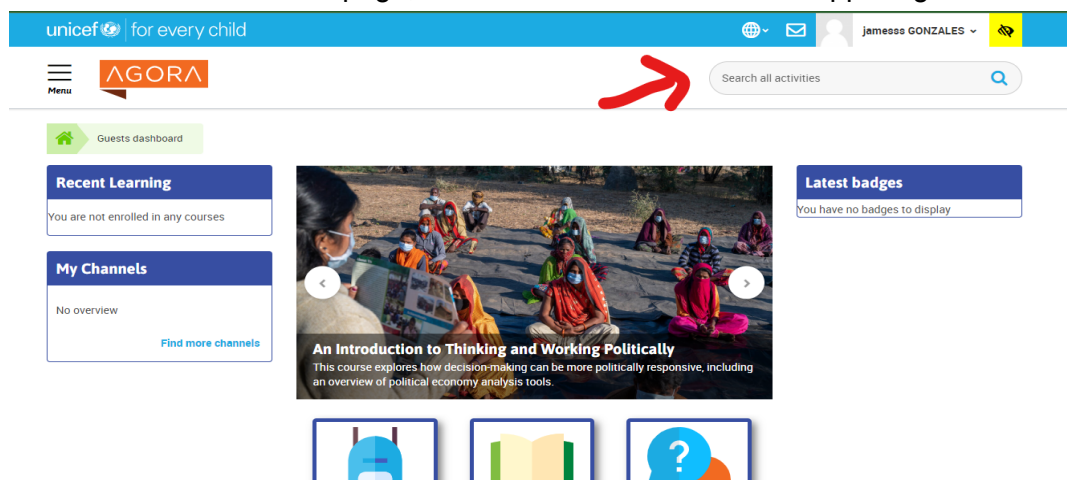 unicef for every child
jamesss GONZALES
Menu
AGORA
Search all activities
Guests dashboard
Recent Learning
You are not enrolled in any courses
My Channels
No overview
Find more channels
An Introduction to Thinking and Working Politically
This course explores how decision-making can be more politically responsive, including
an overview of political economy analysis tools.
Latest badges
You have no badges to display
?